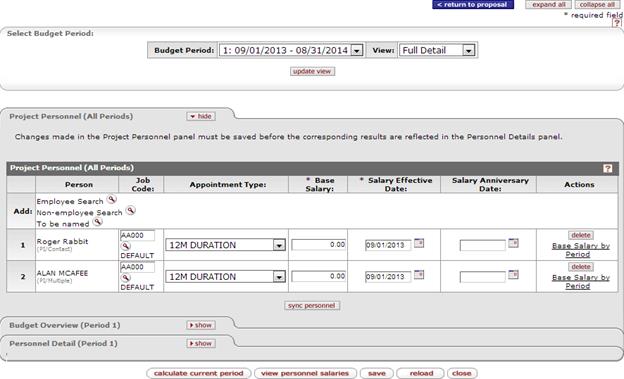 < return to proposal expand all collapse all
* required field
?
Select Budget Period:
Budget Period: 1: 09/01/2013 - 08/31/2014 View: Full Detail
update view
Project Personnel (All Periods) hide
Changes made in the Project Personnel panel must be saved before the corresponding results are reflected in the Personnel Details panel.
Project Personnel (All Periods) ?
Person Job Code: Appointment Type: * Base Salary: * Salary Effective Date: Salary Anniversary Date: Actions
Add: Employee Search
Non-employee Search
To be named
1 Roger Rabbit (PI/Contact) AA000 DEFAULT 12M DURATION 0.00 09/01/2013 delete Base Salary by Period
2 ALAN MCAFEE (PI/Multiple) AA000 DEFAULT 12M DURATION 0.00 09/01/2013 delete Base Salary by Period
sync personnel
Budget Overview (Period 1) show
Personnel Detail (Period 1) show
calculate current period view personnel salaries save reload close